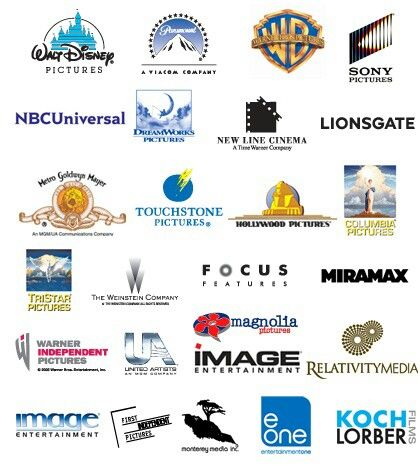 WALT DISNEY
PICTURES
Paramount
A VIACOM COMPANY
WB
SONY
PICTURES
NBCUniversal
DREAMWORKS
PICTURES
NEW LINE CINEMA
A Time Warner Company
LIONSGATE
Metro Goldwyn Mayer
An MGM/UA Communications Company
TOUCHSTONE
PICTURES®
HOLLYWOOD PICTURES
COLUMBIA
PICTURES
TRISTAR
PICTURES
THE WEINSTEIN COMPANY
FOCUS
FEATURES
MIRAMAX
WARNER
INDEPENDENT
PICTURES
UA
UNITED ARTISTS
AN MGM COMPANY
magnolia
pictures
iMAGE
ENTERTAINMENT
RELATIVITYMEDIA
image
ENTERTAINMENT
FIRST
INDEPENDENT
PICTURES
monterey media inc.
e
one
entertainmentone
KOCH
LORBER
FILMS